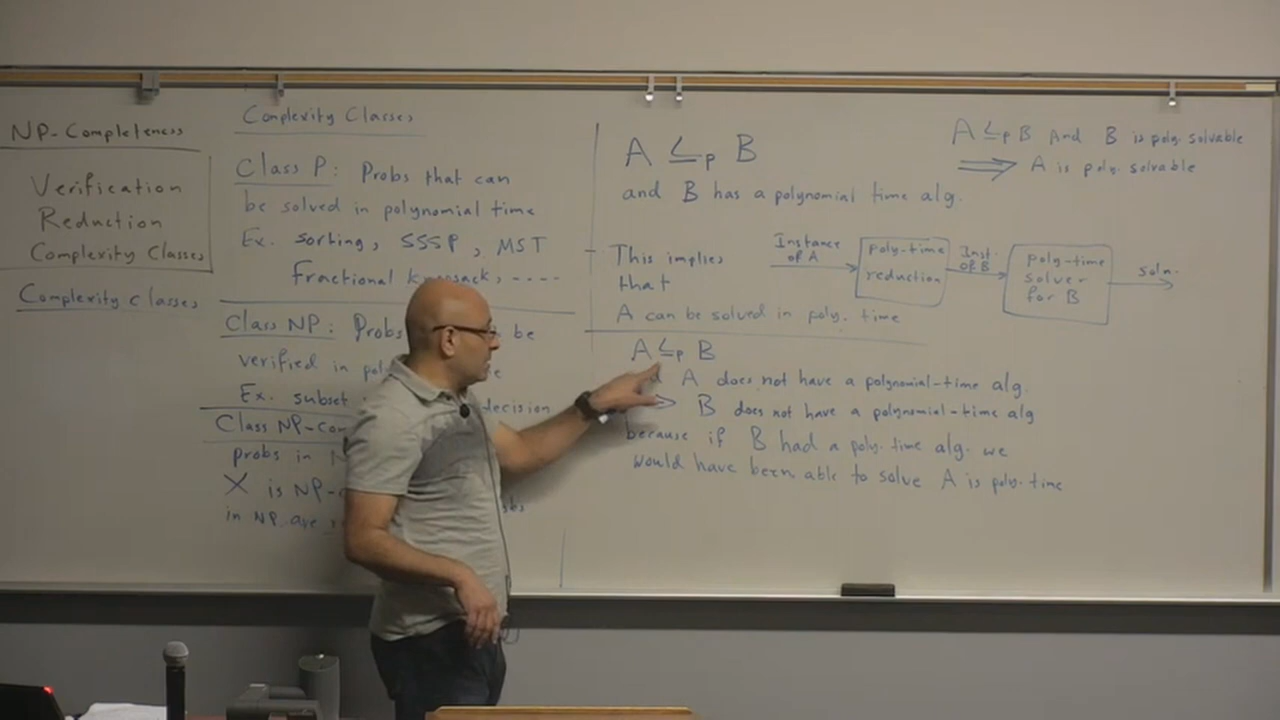 NP-Completeness
Verification
Reduction
Complexity Classes
Complexity classes
Complexity Classes
Class P: Probs that can
be solved in polynomial time
Ex. sorting, SSSP, MST
Fractional knapsack, ----
Class NP: Probs be
verified in
Ex. subset decision
Class NP-Com
probs in
X is NP-
in NP are
A ≤p B
and B has a polynomial time alg.
This implies
that
A can be solved in poly. time
Instance
of A
poly-time
reduction
Inst.
of B
poly-time
solver
for B
soln.
A ≤p B And B is poly. solvable
⟹ A is poly. solvable
A ≤p B
A does not have a polynomial-time alg.
⇒ B does not have a polynomial-time alg
because if B had a poly. time alg. we
would have been able to solve A is poly. time